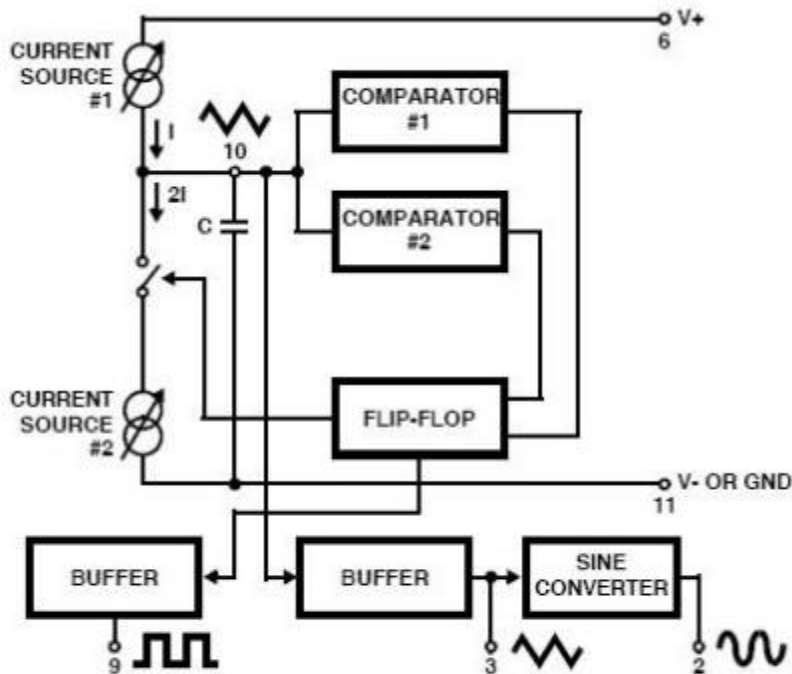 V+
6
CURRENT
SOURCE
#1
I
10
2I
C
COMPARATOR
#1
COMPARATOR
#2
CURRENT
SOURCE
#2
FLIP-FLOP
V- OR GND
11
BUFFER
BUFFER
SINE
CONVERTER
9
3
2